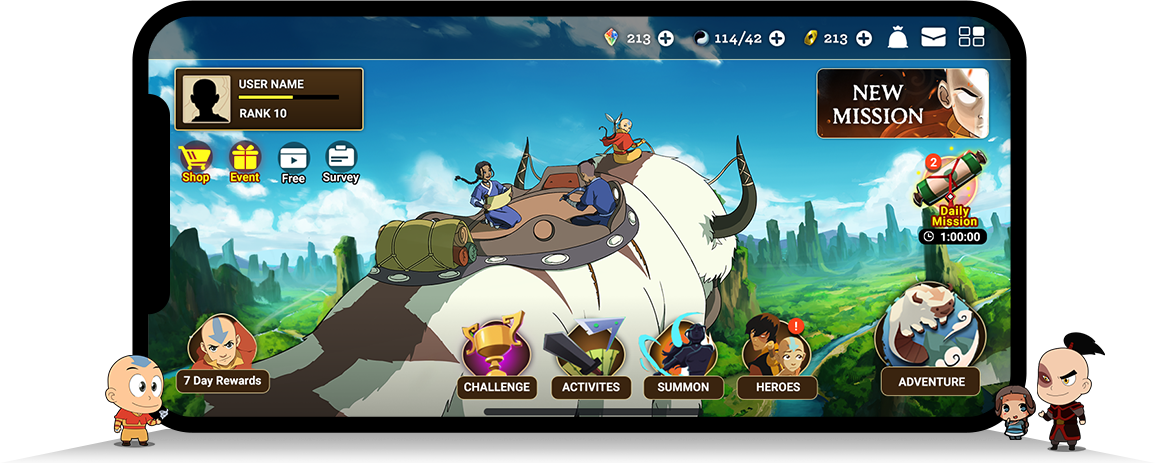 213
114/42
213
USER NAME
RANK 10
NEW
MISSION
Shop
Event
Free
Survey
2
Daily
Mission
1:00:00
!
7 Day Rewards
CHALLENGE
ACTIVITES
SUMMON
HEROES
ADVENTURE